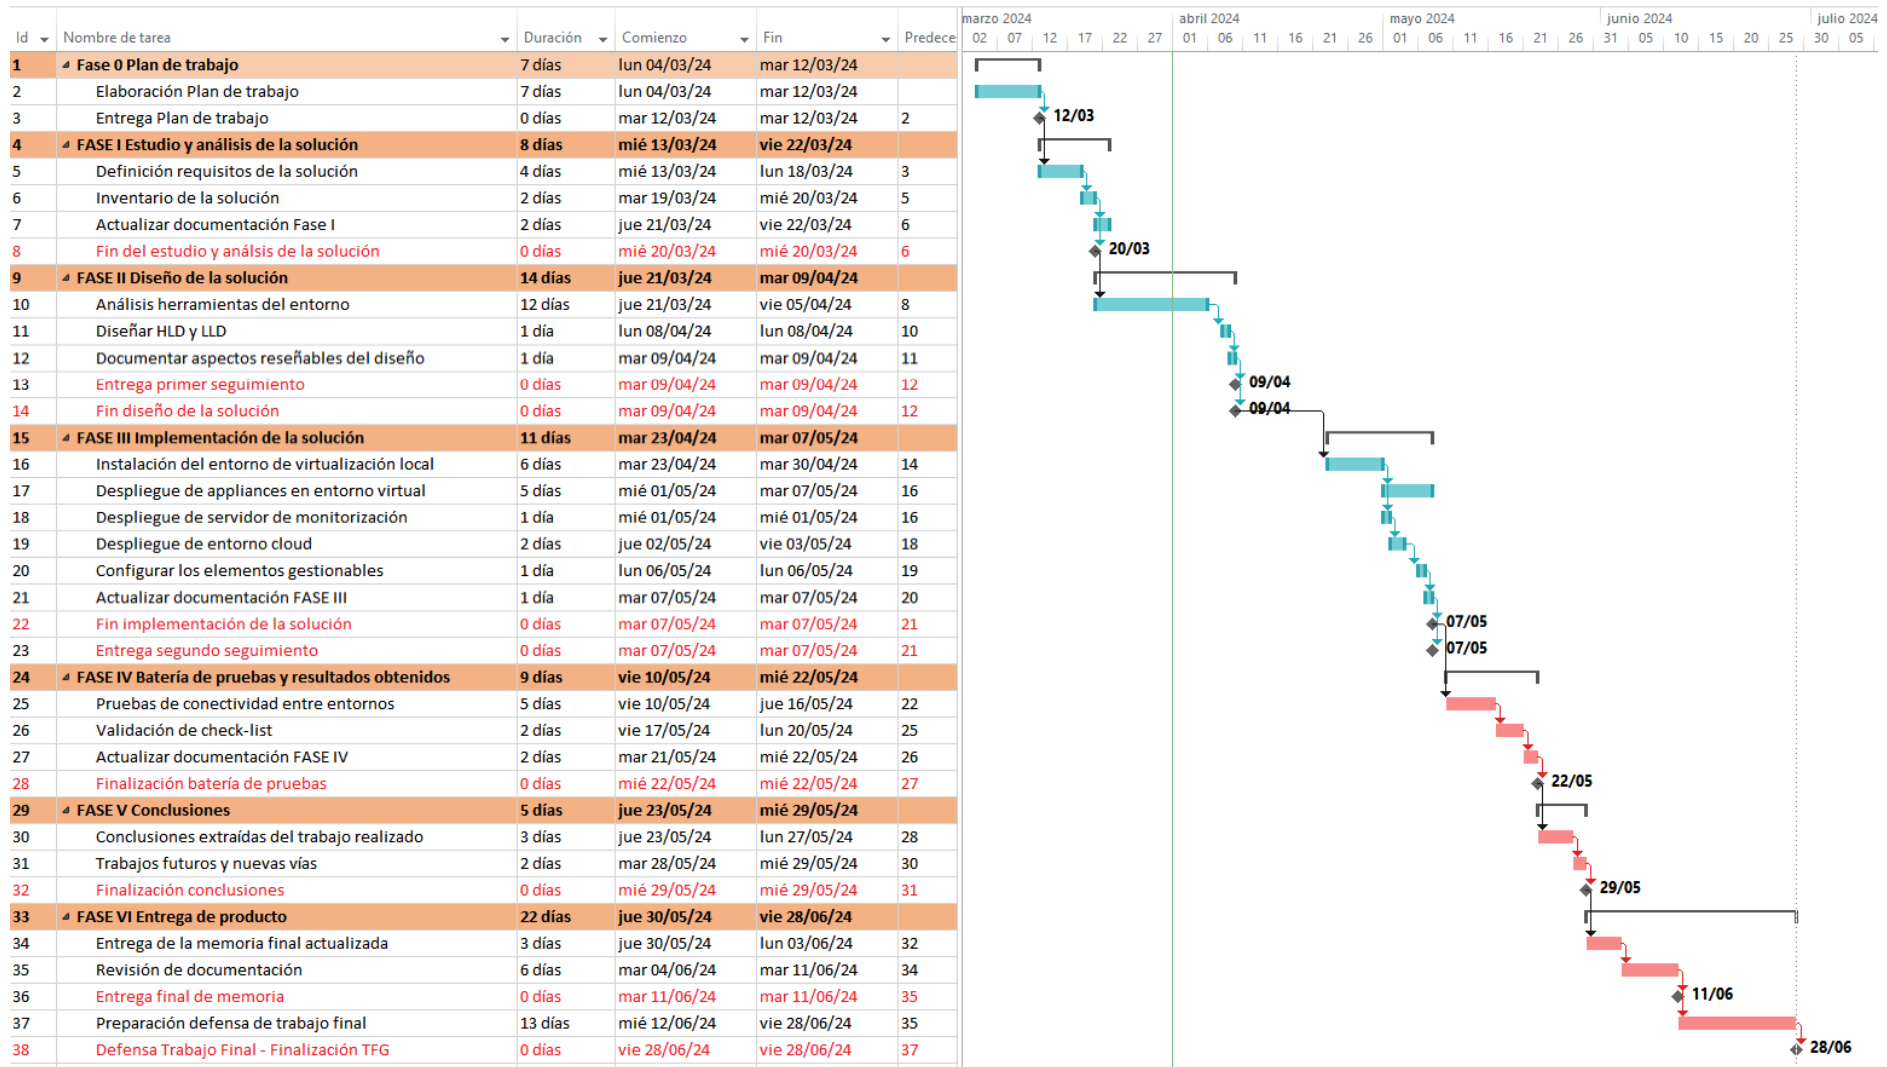 marzo 2024 abril 2024 mayo 2024 junio 2024 julio 2024
Id Nombre de tarea Duración Comienzo Fin Predece 02 07 12 17 22 27 01 06 11 16 21 26 01 06 11 16 21 26 31 05 10 15 20 25 30 05
1 Fase 0 Plan de trabajo 7 días lun 04/03/24 mar 12/03/24
2 Elaboración Plan de trabajo 7 días lun 04/03/24 mar 12/03/24
3 Entrega Plan de trabajo 0 días mar 12/03/24 mar 12/03/24 2 12/03
4 FASE I Estudio y análisis de la solución 8 días mié 13/03/24 vie 22/03/24
5 Definición requisitos de la solución 4 días mié 13/03/24 lun 18/03/24 3
6 Inventario de la solución 2 días mar 19/03/24 mié 20/03/24 5
7 Actualizar documentación Fase I 2 días jue 21/03/24 vie 22/03/24 6
8 Fin del estudio y análsis de la solución 0 días mié 20/03/24 mié 20/03/24 6 20/03
9 FASE II Diseño de la solución 14 días jue 21/03/24 mar 09/04/24
10 Análisis herramientas del entorno 12 días jue 21/03/24 vie 05/04/24 8
11 Diseñar HLD y LLD 1 día lun 08/04/24 lun 08/04/24 10
12 Documentar aspectos reseñables del diseño 1 día mar 09/04/24 mar 09/04/24 11
13 Entrega primer seguimiento 0 días mar 09/04/24 mar 09/04/24 12 09/04
14 Fin diseño de la solución 0 días mar 09/04/24 mar 09/04/24 12 09/04
15 FASE III Implementación de la solución 11 días mar 23/04/24 mar 07/05/24
16 Instalación del entorno de virtualización local 6 días mar 23/04/24 mar 30/04/24 14
17 Despliegue de appliances en entorno virtual 5 días mié 01/05/24 mar 07/05/24 16
18 Despliegue de servidor de monitorización 1 día mié 01/05/24 mié 01/05/24 16
19 Despliegue de entorno cloud 2 días jue 02/05/24 vie 03/05/24 18
20 Configurar los elementos gestionables 1 día lun 06/05/24 lun 06/05/24 19
21 Actualizar documentación FASE III 1 día mar 07/05/24 mar 07/05/24 20
22 Fin implementación de la solución 0 días mar 07/05/24 mar 07/05/24 21 07/05
23 Entrega segundo seguimiento 0 días mar 07/05/24 mar 07/05/24 21 07/05
24 FASE IV Batería de pruebas y resultados obtenidos 9 días vie 10/05/24 mié 22/05/24
25 Pruebas de conectividad entre entornos 5 días vie 10/05/24 jue 16/05/24 22
26 Validación de check-list 2 días vie 17/05/24 lun 20/05/24 25
27 Actualizar documentación FASE IV 2 días mar 21/05/24 mié 22/05/24 26
28 Finalización batería de pruebas 0 días mié 22/05/24 mié 22/05/24 27 22/05
29 FASE V Conclusiones 5 días jue 23/05/24 mié 29/05/24
30 Conclusiones extraídas del trabajo realizado 3 días jue 23/05/24 lun 27/05/24 28
31 Trabajos futuros y nuevas vías 2 días mar 28/05/24 mié 29/05/24 30
32 Finalización conclusiones 0 días mié 29/05/24 mié 29/05/24 31 29/05
33 FASE VI Entrega de producto 22 días jue 30/05/24 vie 28/06/24
34 Entrega de la memoria final actualizada 3 días jue 30/05/24 lun 03/06/24 32
35 Revisión de documentación 6 días mar 04/06/24 mar 11/06/24 34
36 Entrega final de memoria 0 días mar 11/06/24 mar 11/06/24 35 11/06
37 Preparación defensa de trabajo final 13 días mié 12/06/24 vie 28/06/24 35
38 Defensa Trabajo Final - Finalización TFG 0 días vie 28/06/24 vie 28/06/24 37 28/06